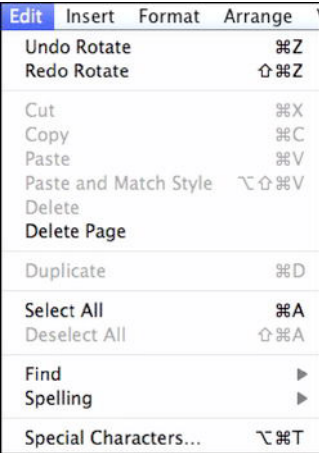 Edit Insert Format Arrange
Undo Rotate ⌘Z
Redo Rotate ⇧⌘Z
Cut ⌘X
Copy ⌘C
Paste ⌘V
Paste and Match Style ⌥⇧⌘V
Delete
Delete Page
Duplicate ⌘D
Select All ⌘A
Deselect All ⇧⌘A
Find ▶
Spelling ▶
Special Characters... ⌥⌘T